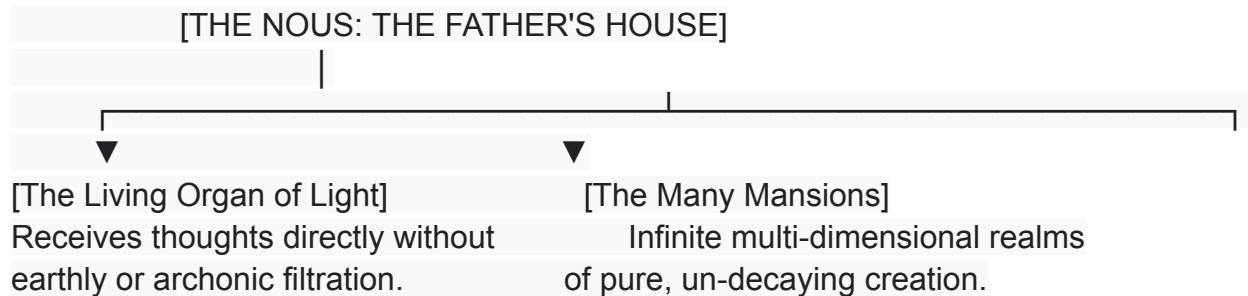 [THE NOUS: THE FATHER'S HOUSE]
[The Living Organ of Light] [The Many Mansions]
Receives thoughts directly without Infinite multi-dimensional realms
earthly or archonic filtration. of pure, un-decaying creation.